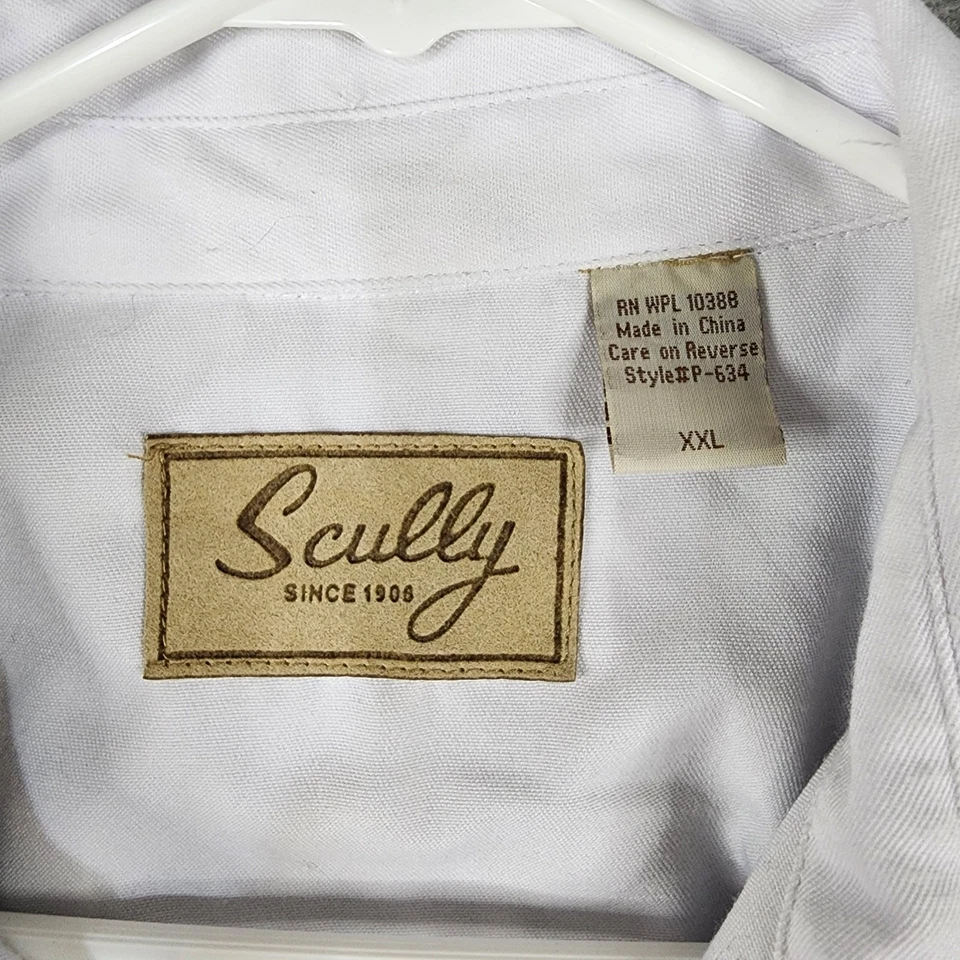 RN WPL 10388
Made in China
Care on Reverse
Style#P-634
XXL
Scully
SINCE 1906